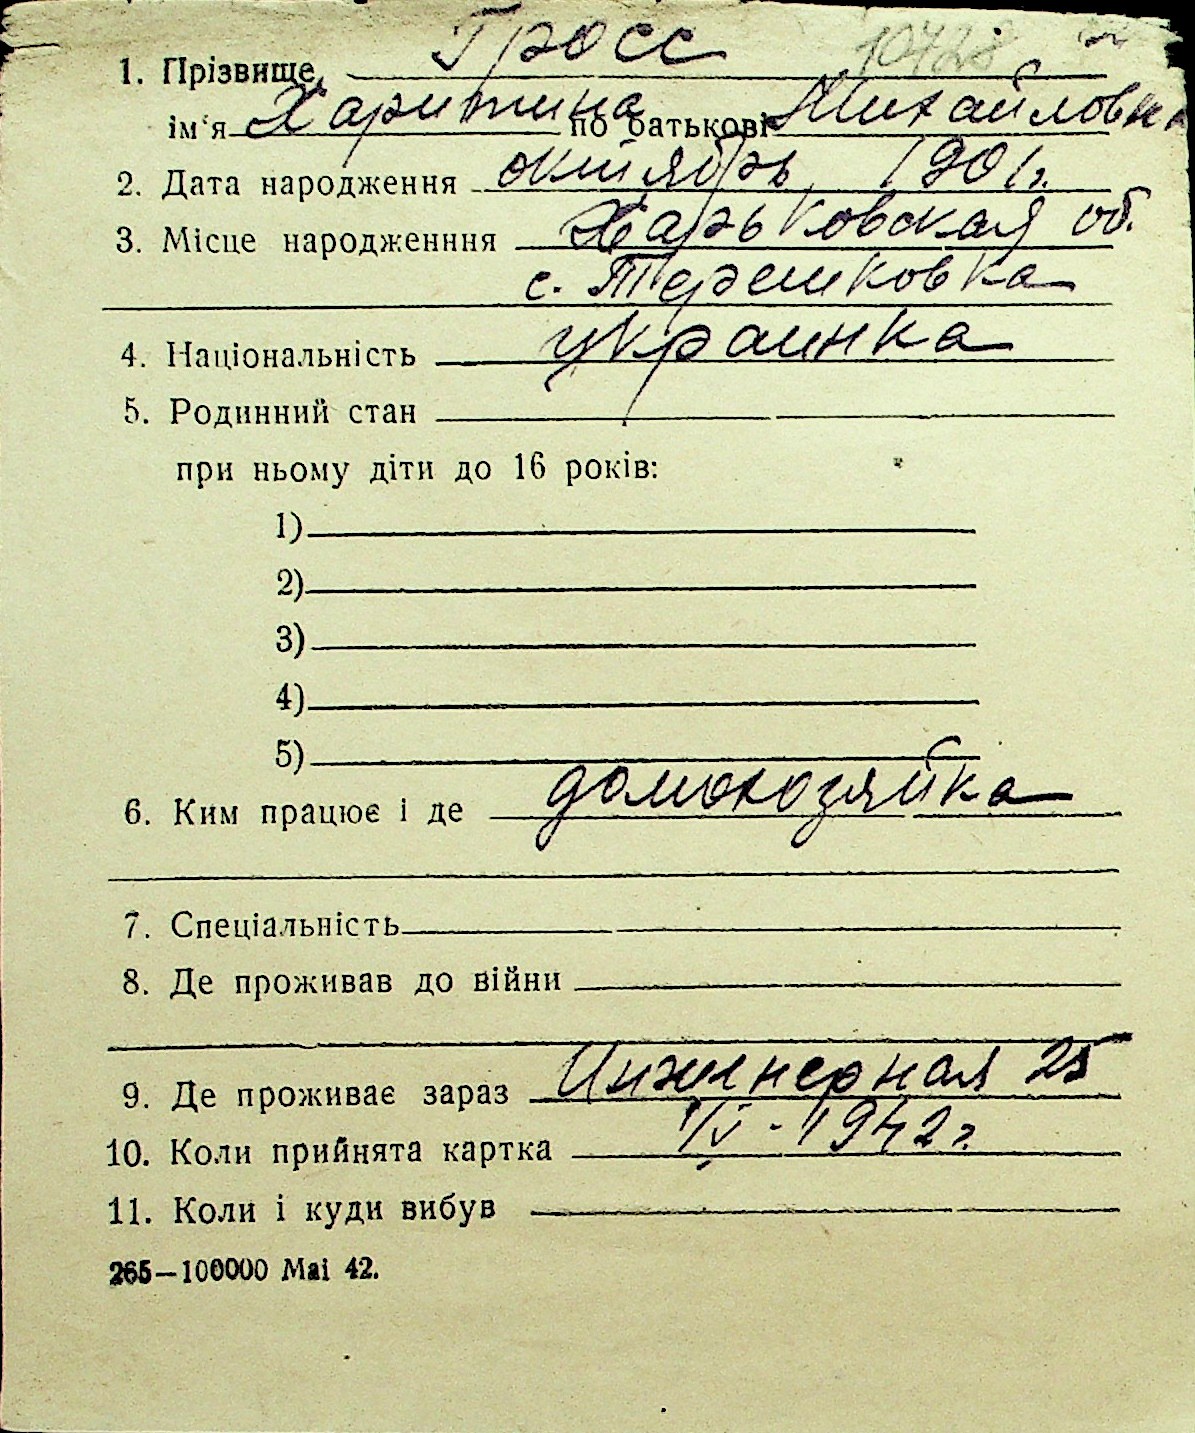 1. Прізвище Гросс 10428
ім'я Харитина по батькові Михайловна
2. Дата народження октябрь, 1901г.
3. Місце народженння Харьковская об.
с. Терешковка
4. Національність украинка
5. Родинний стан
при ньому діти до 16 років:
1)
2)
3)
4)
5)
6. Ким працює і де домохозяйка
7. Спеціальність
8. Де проживав до війни
9. Де проживає зараз Инженерная 25
10. Коли прийнята картка 1/V-1942г.
11. Коли і куди вибув
265—100000 Маі 42.